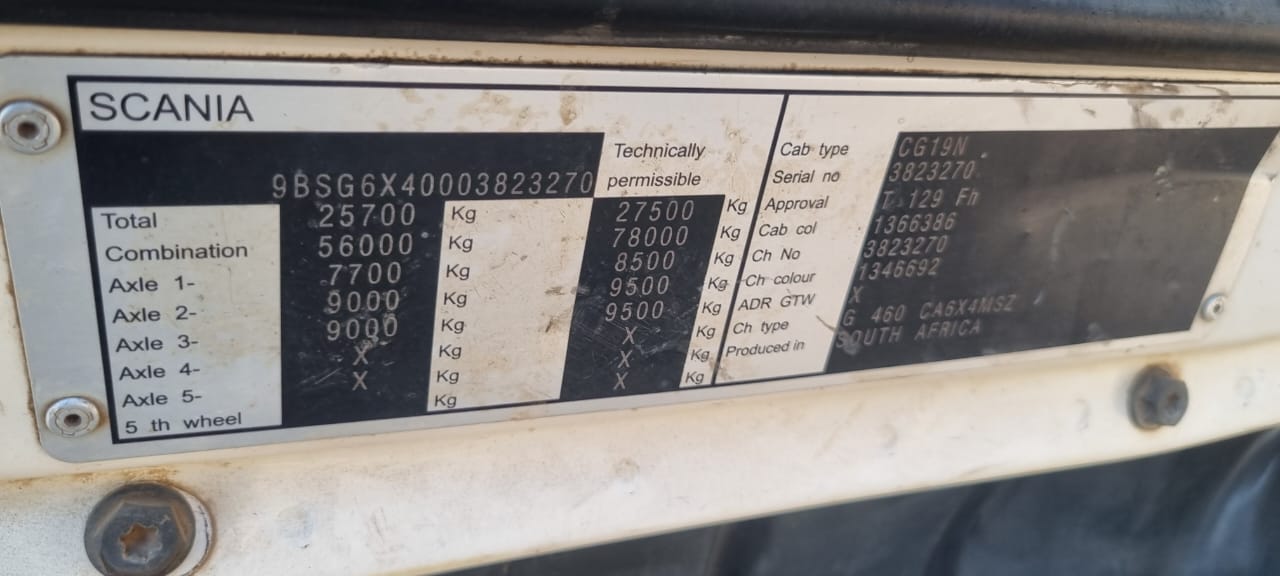 SCANIA
9BSG6X40003823270
Technically
permissible
Total 25700 Kg 27500 Kg
Combination 56000 Kg 78000 Kg
Axle 1- 7700 Kg 8500 Kg
Axle 2- 9000 Kg 9500 Kg
Axle 3- 9000 Kg 9500 Kg
Axle 4- X Kg X Kg
Axle 5- X Kg X Kg
5 th wheel Kg X Kg
Cab type CG19N
Serial no 3823270
Approval T 129 Fh
Cab col 1366386
Ch No 3823270
Ch colour 1346692
ADR GTW X
Ch type G 460 CA6X4MSZ
Produced in SOUTH AFRICA